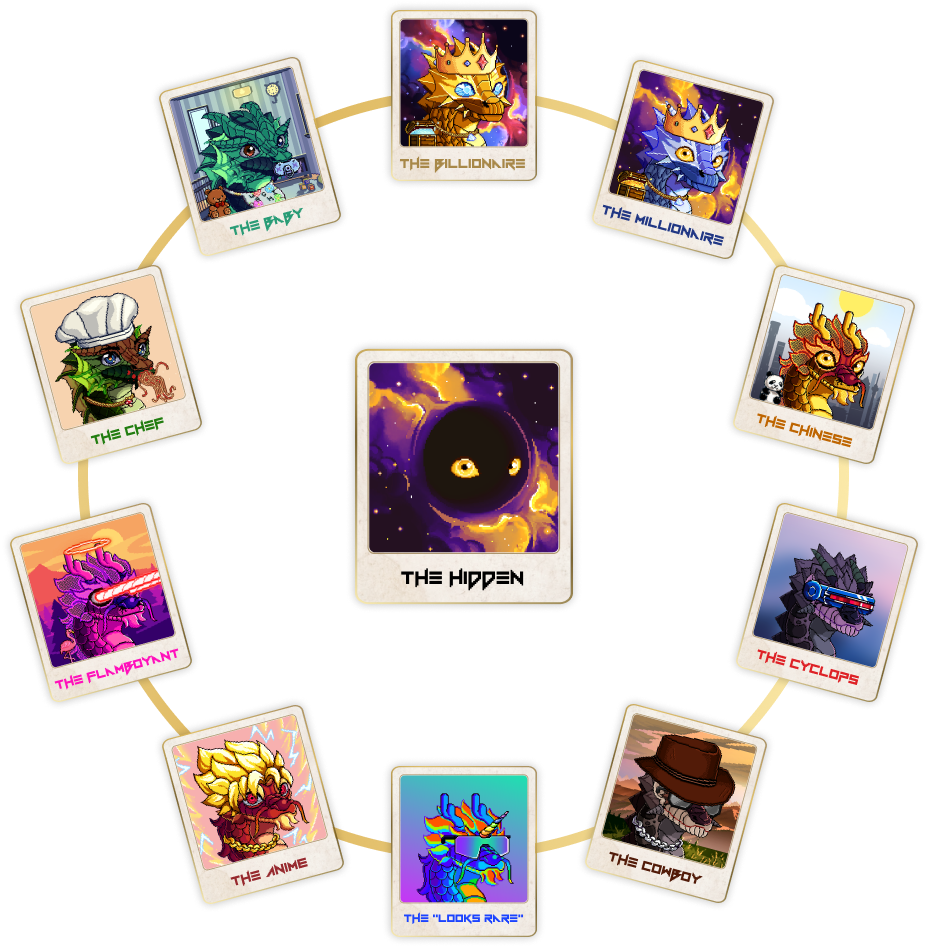 THE BILLIONAIRE
THE MILLIONAIRE
THE BABY
THE CHEF
THE CHINESE
THE HIDDEN
THE FLAMBOYANT
THE CYCLOPS
THE ANIME
THE COWBOY
THE "LOOKS RARE"